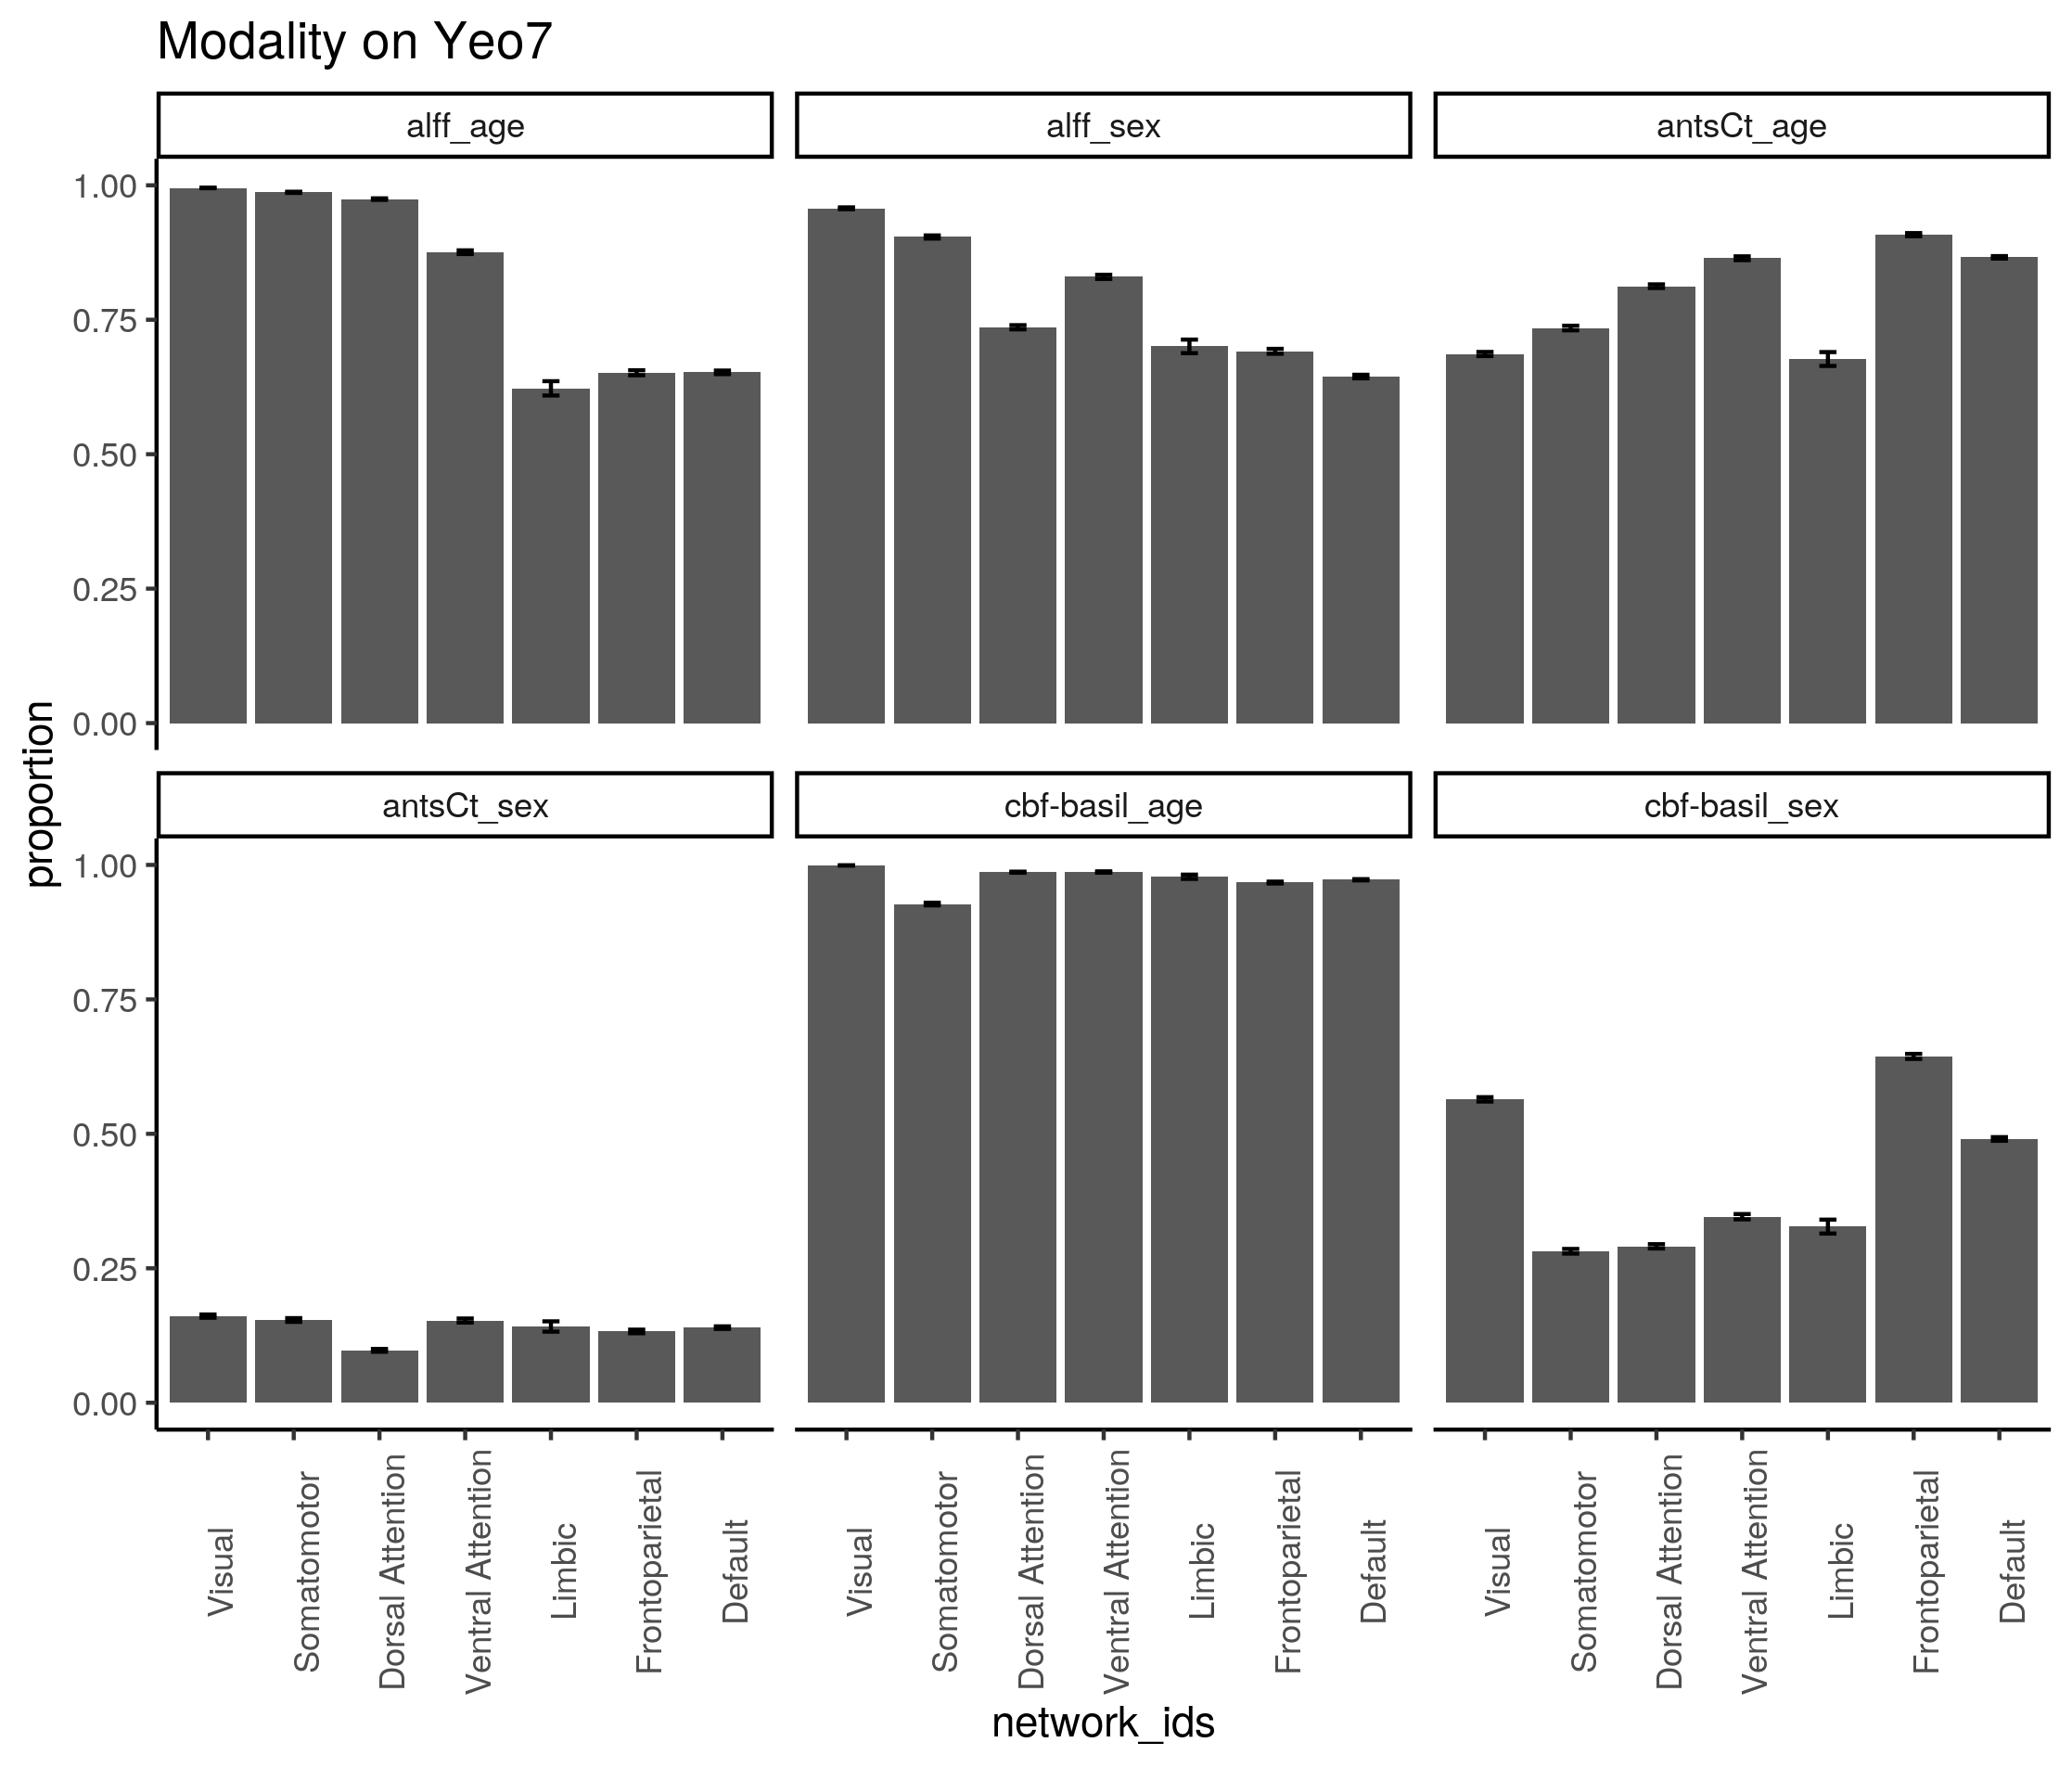 Modality on Yeo7
alff_age
alff_sex
antsCt_age
1.00
0.75
0.50
0.25
0.00
proportion
antsCt_sex
cbf-basil_age
cbf-basil_sex
1.00
0.75
0.50
0.25
0.00
Visual
Somatomotor
Dorsal Attention
Ventral Attention
Limbic
Frontoparietal
Default
Visual
Somatomotor
Dorsal Attention
Ventral Attention
Limbic
Frontoparietal
Default
Visual
Somatomotor
Dorsal Attention
Ventral Attention
Limbic
Frontoparietal
Default
network_ids